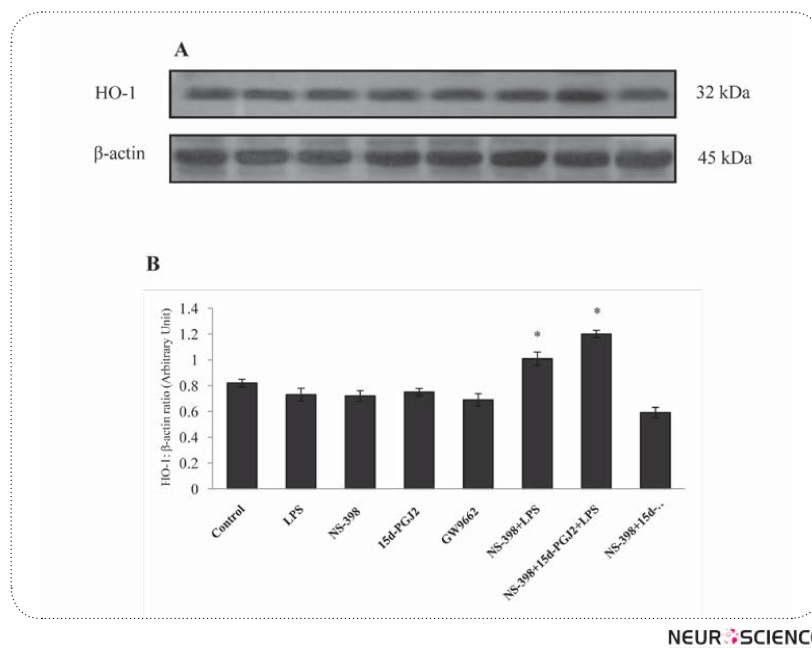 A
HO-1
32 kDa
β-actin
45 kDa
B
HO-1: β-actin ratio (Arbitrary Unit)
1.4
1.2
1
0.8
0.6
0.4
0.2
0
*
*
Control
LPS
NS-398
15d-PGJ2
GW9662
NS-398+LPS
NS-398+15d-PGJ2+LPS
NS-398+15d-..
NEUR SCIENC